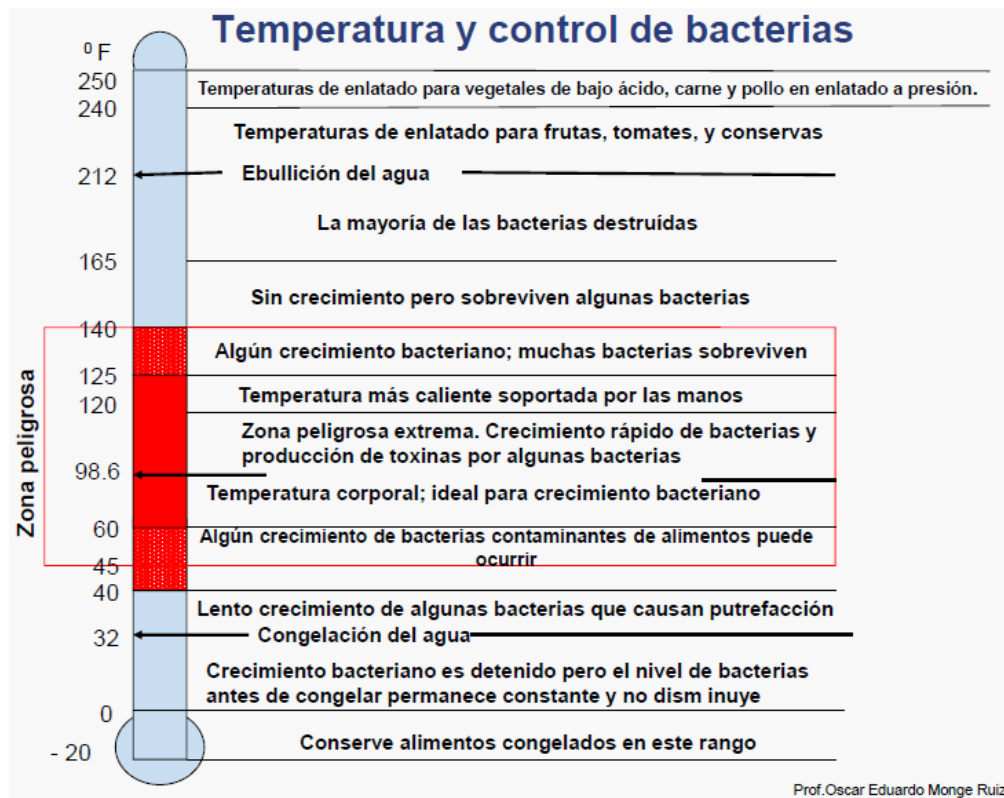 Temperatura y control de bacterias
⁰ F
250
Temperaturas de enlatado para vegetales de bajo ácido, carne y pollo en enlatado a presión.
240
Temperaturas de enlatado para frutas, tomates, y conservas
212
Ebullición del agua
La mayoría de las bacterias destruídas
165
Sin crecimiento pero sobreviven algunas bacterias
140
Algún crecimiento bacteriano; muchas bacterias sobreviven
125
Temperatura más caliente soportada por las manos
120
Zona peligrosa
Zona peligrosa extrema. Crecimiento rápido de bacterias y
producción de toxinas por algunas bacterias
98.6
Temperatura corporal; ideal para crecimiento bacteriano
60
Algún crecimiento de bacterias contaminantes de alimentos puede
ocurrir
45
40
Lento crecimiento de algunas bacterias que causan putrefacción
32
Congelación del agua
Crecimiento bacteriano es detenido pero el nivel de bacterias
antes de congelar permanece constante y no dism inuye
0
- 20
Conserve alimentos congelados en este rango
Prof.Oscar Eduardo Monge Ruiz